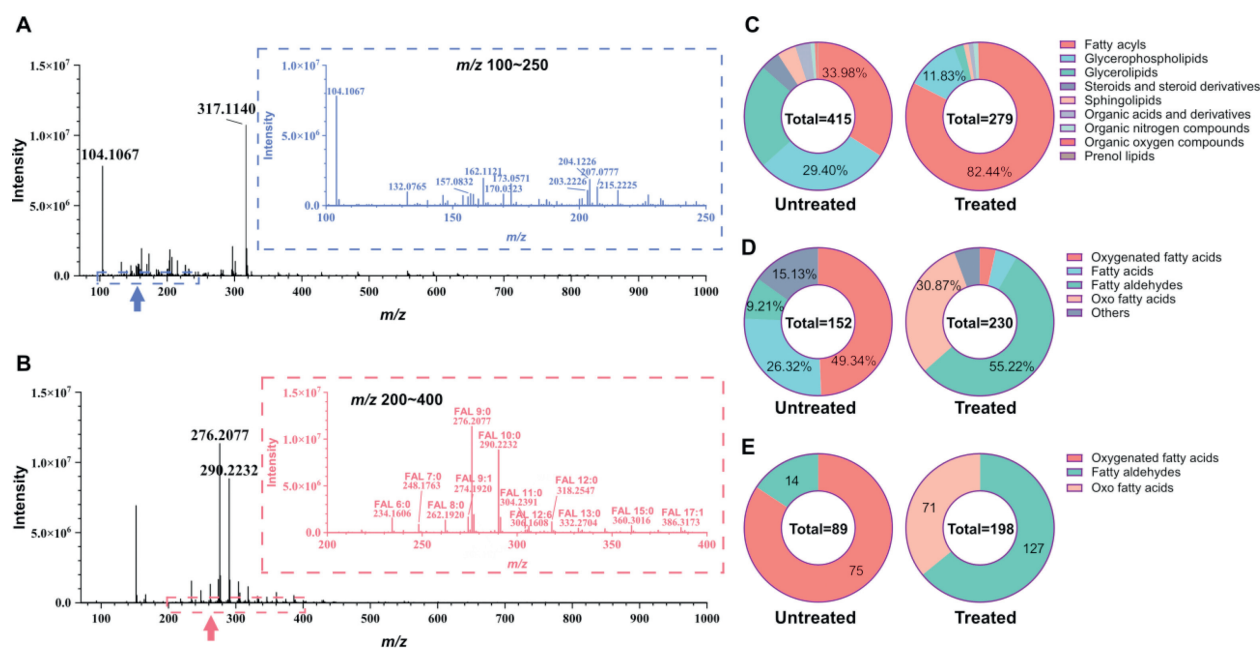 A
1.5×10⁷
1.0×10⁷
5.0×10⁶
0.0
Intensity
104.1067
317.1140
100 200 300 400 500 600 700 800 900 1000
m/z
m/z 100~250
1.0×10⁷
5.0×10⁶
0.0
Intensity
104.1067
132.0765
157.0832
162.1121
170.0323
173.0571
203.2226
204.1226
207.0777
215.2225
100 150 200 250
m/z
B
1.5×10⁷
1.0×10⁷
5.0×10⁶
0.0
Intensity
276.2077
290.2232
100 200 300 400 500 600 700 800 900 1000
m/z
m/z 200~400
1.5×10⁷
1.0×10⁷
5.0×10⁶
0.0
Intensity
FAL 6:0
234.1606
FAL 7:0
248.1763
FAL 8:0
262.1920
FAL 9:1
274.1920
FAL 9:0
276.2077
FAL 10:0
290.2232
FAL 11:0
304.2391
FAL 12:6
306.1608
FAL 12:0
318.2547
FAL 13:0
332.2704
FAL 15:0
360.3016
FAL 17:1
386.3173
200 250 300 350 400
m/z
C
33.98%
29.40%
Total=415
Untreated
11.83%
82.44%
Total=279
Treated
Fatty acyls
Glycerophospholipids
Glycerolipids
Steroids and steroid derivatives
Sphingolipids
Organic acids and derivatives
Organic nitrogen compounds
Organic oxygen compounds
Prenol lipids
D
15.13%
9.21%
26.32%
49.34%
Total=152
Untreated
30.87%
55.22%
Total=230
Treated
Oxygenated fatty acids
Fatty acids
Fatty aldehydes
Oxo fatty acids
Others
E
14
75
Total=89
Untreated
71
127
Total=198
Treated
Oxygenated fatty acids
Fatty aldehydes
Oxo fatty acids